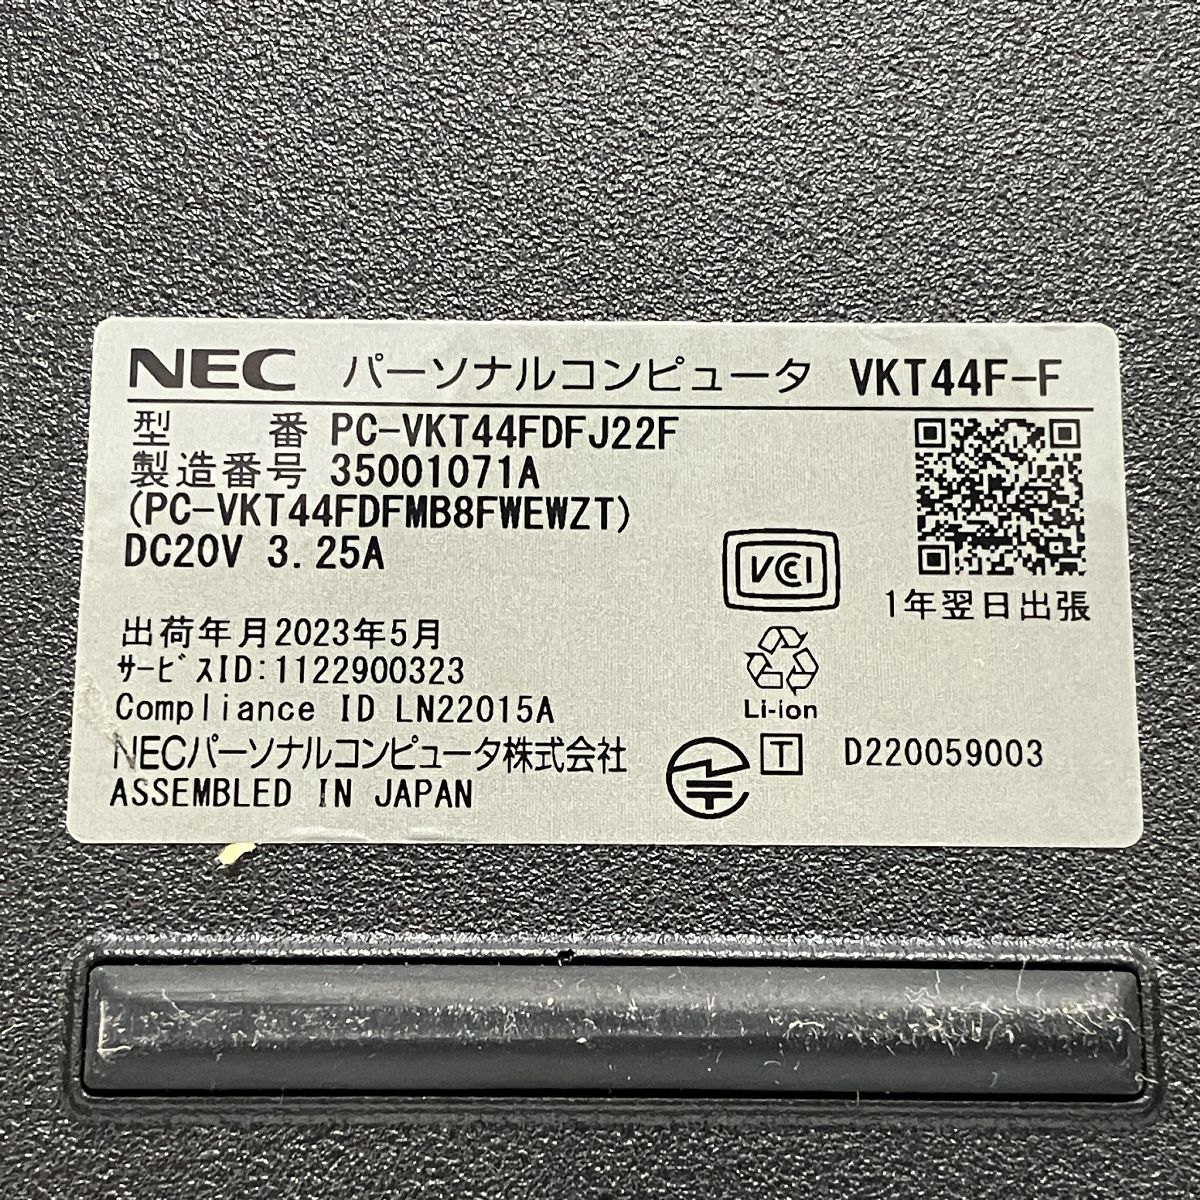 NEC パーソナルコンピュータ VKT44F-F
型 番 PC-VKT44FDFJ22F
製造番号 35001071A
(PC-VKT44FDFMB8FWEWZT)
DC20V 3.25A
VCCI
1年翌日出張
出荷年月2023年5月
サービスID:1122900323
Li-ion
Compliance ID LN22015A
NECパーソナルコンピュータ株式会社
T D220059003
ASSEMBLED IN JAPAN